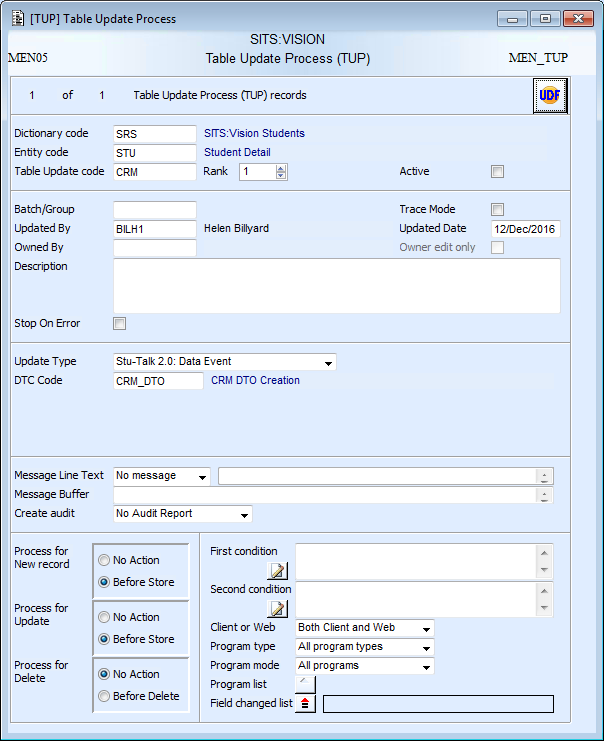 [TUP] Table Update Process
SITS:VISION
MEN05 Table Update Process (TUP) MEN_TUP
1 of 1 Table Update Process (TUP) records UDF
Dictionary code SRS SITS:Vision Students
Entity code STU Student Detail
Table Update code CRM Rank 1 Active
Batch/Group Trace Mode
Updated By BILH1 Helen Billyard Updated Date 12/Dec/2016
Owned By Owner edit only
Description
Stop On Error
Update Type Stu-Talk 2.0: Data Event
DTC Code CRM_DTO CRM DTO Creation
Message Line Text No message
Message Buffer
Create audit No Audit Report
Process for New record
No Action
Before Store
Process for Update
No Action
Before Store
Process for Delete
No Action
Before Delete
First condition
Second condition
Client or Web Both Client and Web
Program type All program types
Program mode All programs
Program list
Field changed list